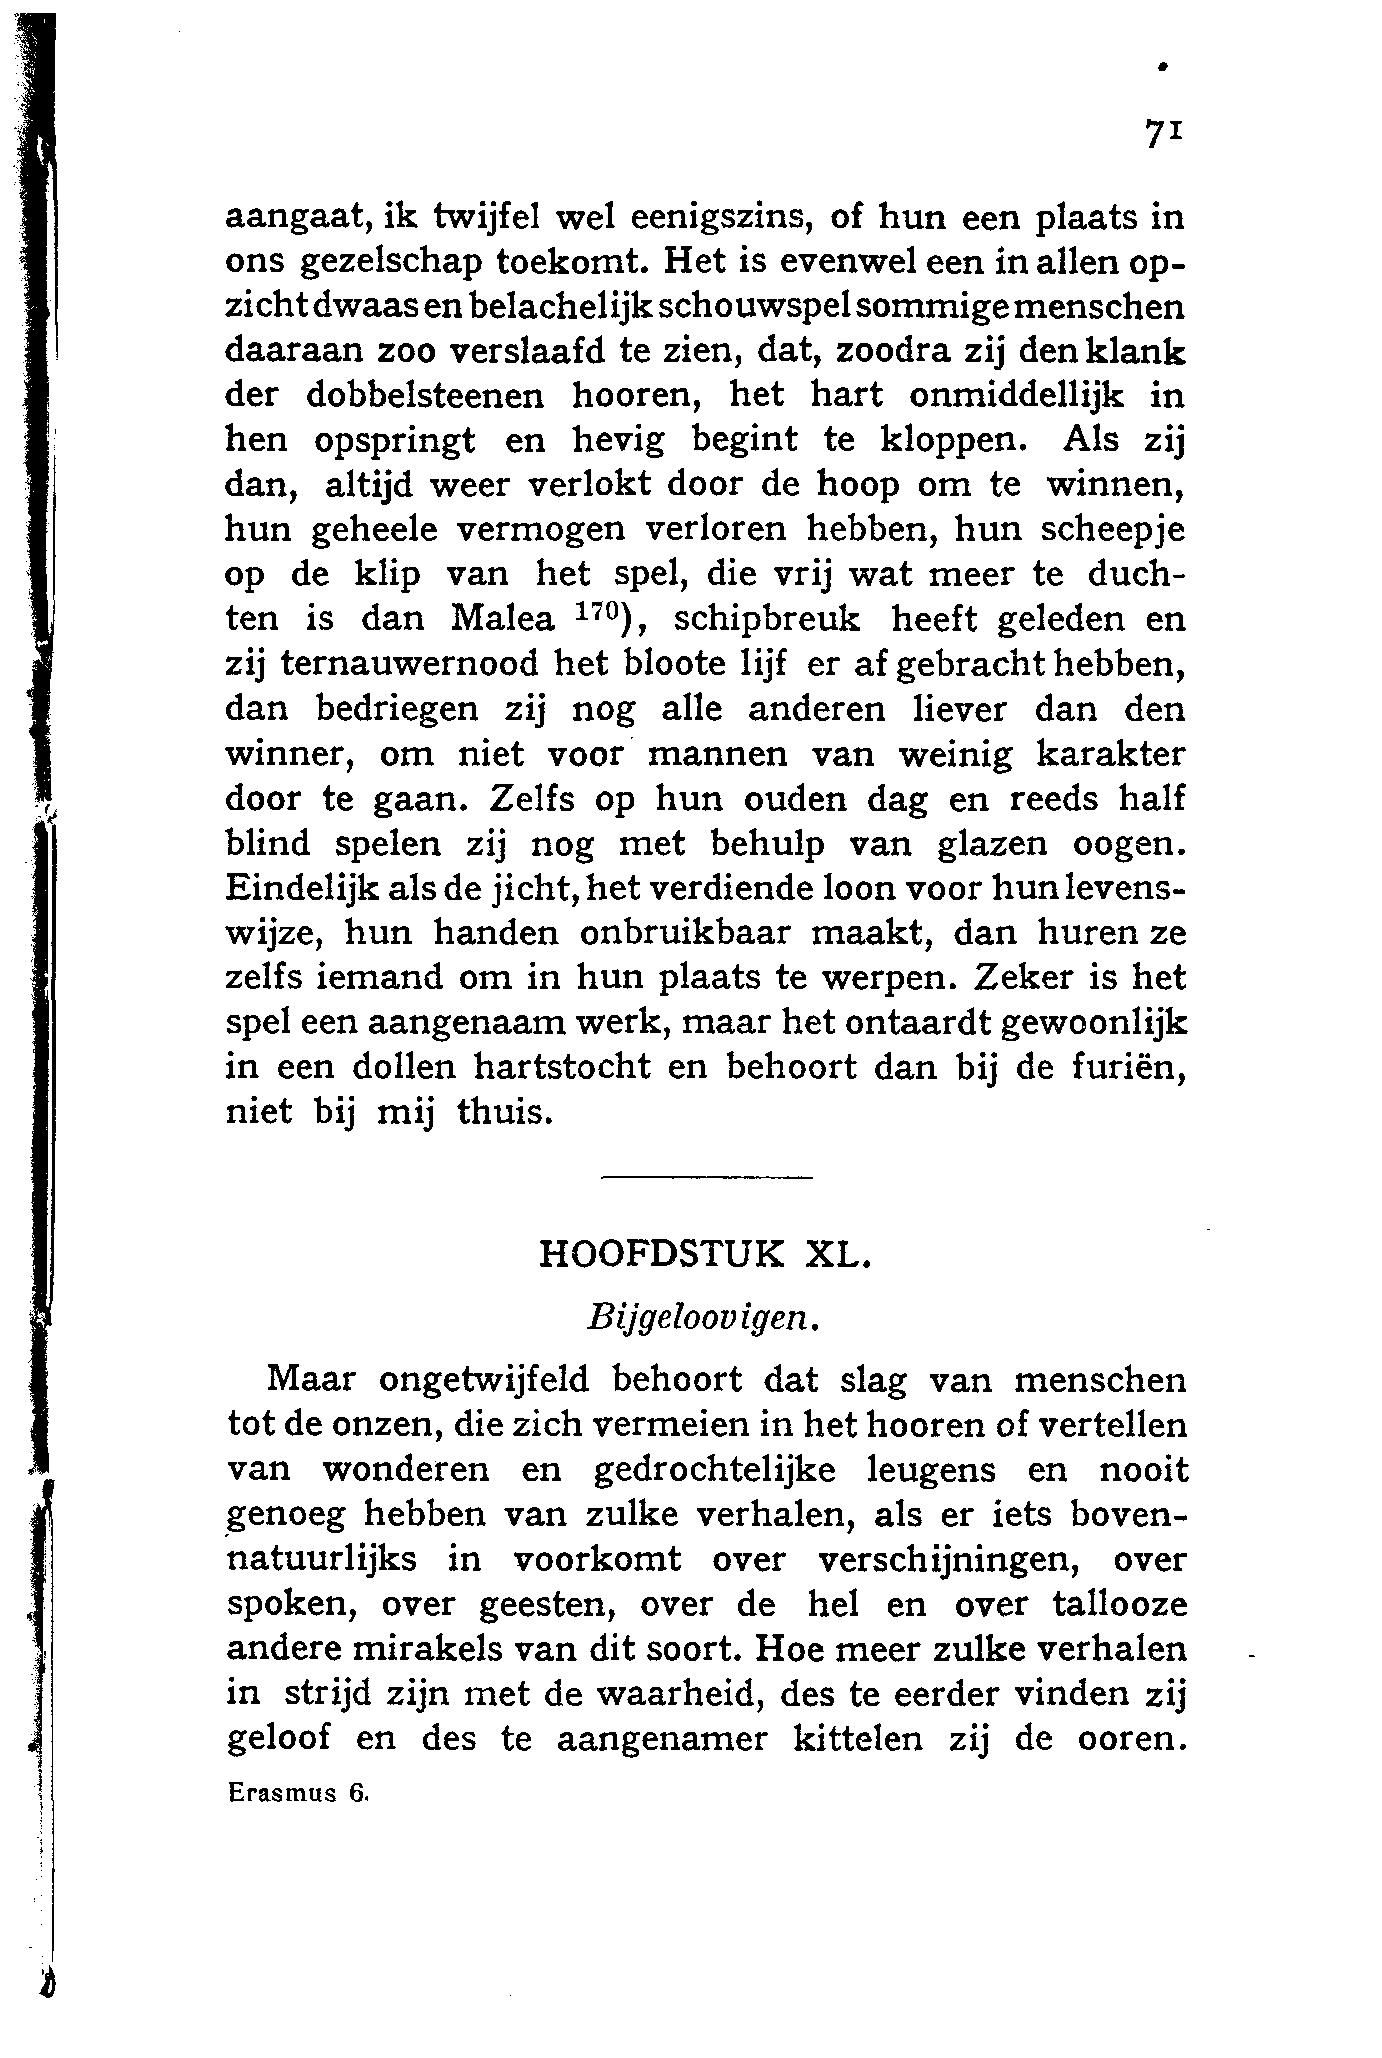 71
aangaat, ik twijfel wel eenigszins, of hun een plaats in
ons gezelschap toekomt. Het is evenwel een in allen op-
zicht dwaas en belachelijk schouwspel sommige menschen
daaraan zoo verslaafd te zien, dat, zoodra zij den klank
der dobbelsteenen hooren, het hart onmiddellijk in
hen opspringt en hevig begint te kloppen. Als zij
dan, altijd weer verlokt door de hoop om te winnen,
hun geheele vermogen verloren hebben, hun scheepje
op de klip van het spel, die vrij wat meer te duch-
ten is dan Malea ¹⁷⁰), schipbreuk heeft geleden en
zij ternauwernood het bloote lijf er af gebracht hebben,
dan bedriegen zij nog alle anderen liever dan den
winner, om niet voor mannen van weinig karakter
door te gaan. Zelfs op hun ouden dag en reeds half
blind spelen zij nog met behulp van glazen oogen.
Eindelijk als de jicht, het verdiende loon voor hun levens-
wijze, hun handen onbruikbaar maakt, dan huren ze
zelfs iemand om in hun plaats te werpen. Zeker is het
spel een aangenaam werk, maar het ontaardt gewoonlijk
in een dollen hartstocht en behoort dan bij de furiën,
niet bij mij thuis.
HOOFDSTUK XL.
Bijgeloovigen.
Maar ongetwijfeld behoort dat slag van menschen
tot de onzen, die zich vermeien in het hooren of vertellen
van wonderen en gedrochtelijke leugens en nooit
genoeg hebben van zulke verhalen, als er iets boven-
natuurlijks in voorkomt over verschijningen, over
spoken, over geesten, over de hel en over tallooze
andere mirakels van dit soort. Hoe meer zulke verhalen
in strijd zijn met de waarheid, des te eerder vinden zij
geloof en des te aangenamer kittelen zij de ooren.
Erasmus 6.